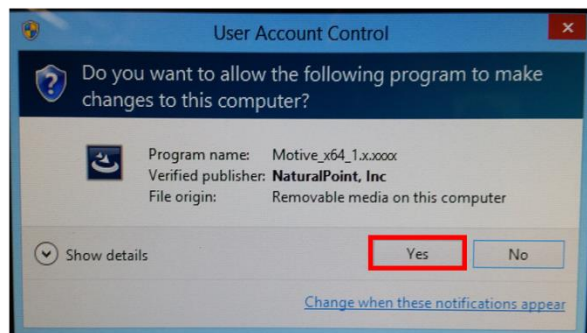 User Account Control
Do you want to allow the following program to make
changes to this computer?
Program name: Motive_x64_1.x.xxxx
Verified publisher: NaturalPoint, Inc
File origin: Removable media on this computer
Show details
Yes
No
Change when these notifications appear